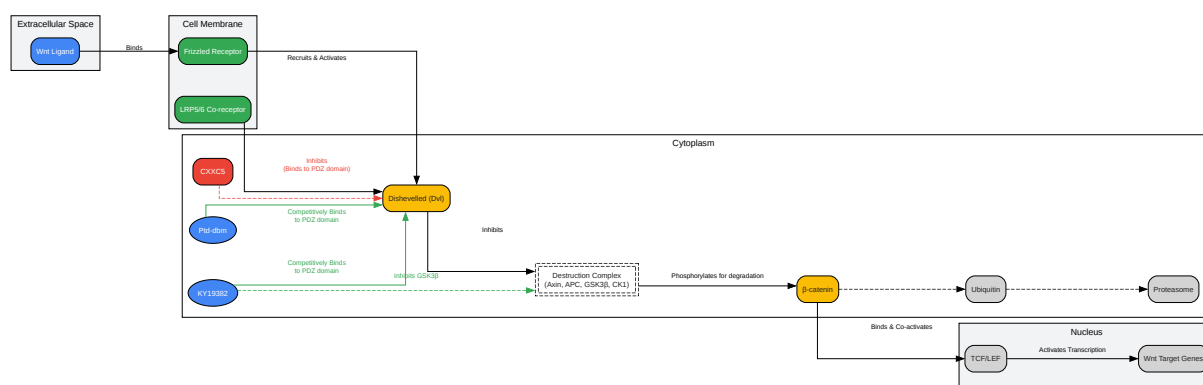 Extracellular Space
Cell Membrane
Wnt Ligand
Binds
Frizzled Receptor
Recruits & Activates
LRP5/6 Co-receptor
Cytoplasm
CXXC5
Inhibits
(Binds to PDZ domain)
Dishevelled (Dvl)
Competitively Binds
to PDZ domain
Ptd-dbm
Inhibits
Competitively Binds
to PDZ domain
Inhibits GSK3β
KY19382
Destruction Complex
(Axin, APC, GSK3β, CK1)
Phosphorylates for degradation
β-catenin
Ubiquitin
Proteasome
Binds & Co-activates
Nucleus
TCF/LEF
Activates Transcription
Wnt Target Genes